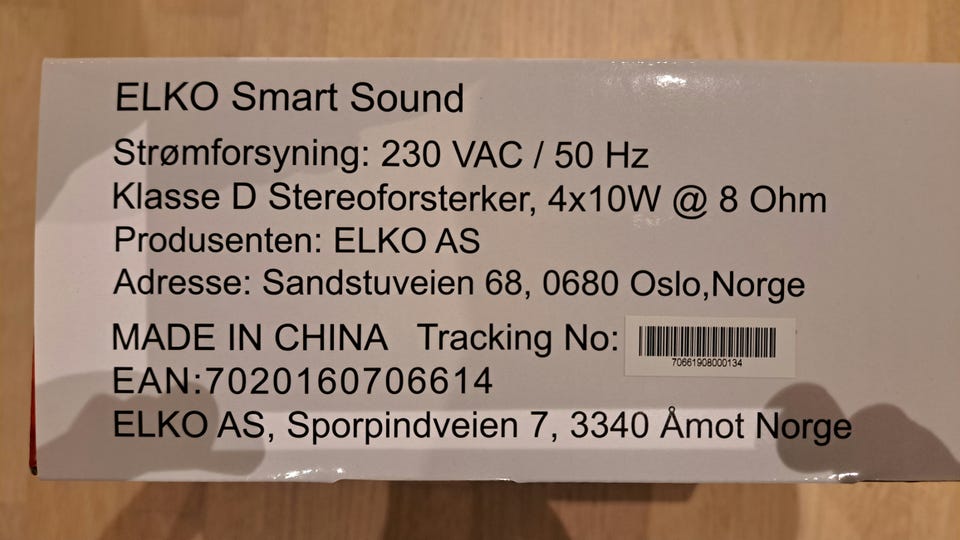 ELKO Smart Sound
Strømforsyning: 230 VAC / 50 Hz
Klasse D Stereoforsterker, 4x10W @ 8 Ohm
Produsenten: ELKO AS
Adresse: Sandstuveien 68, 0680 Oslo,Norge
MADE IN CHINA Tracking No:
70661908000134
EAN:7020160706614
ELKO AS, Sporpindveien 7, 3340 Åmot Norge